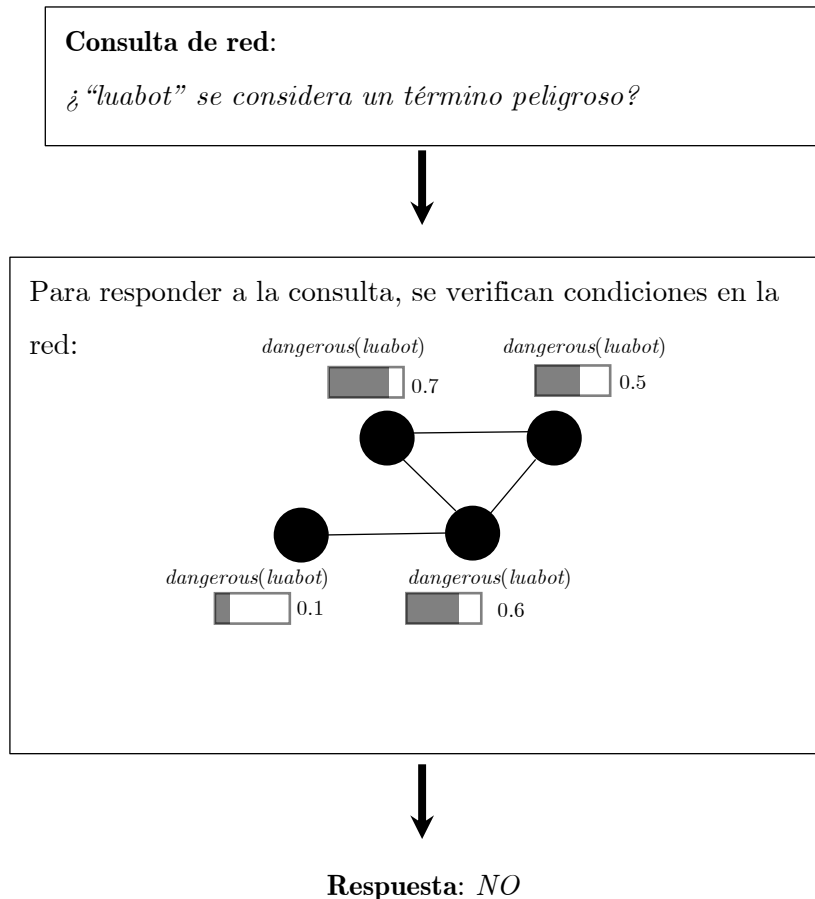 Consulta de red:
¿“luabot” se considera un término peligroso?
Para responder a la consulta, se verifican condiciones en la
red:
dangerous(luabot)
0.7
dangerous(luabot)
0.5
dangerous(luabot)
0.1
dangerous(luabot)
0.6
Respuesta: NO